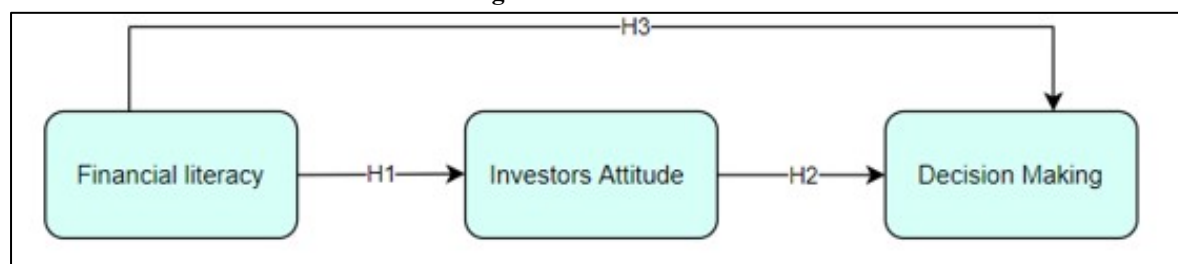 H3
Financial literacy
H1
Investors Attitude
H2
Decision Making